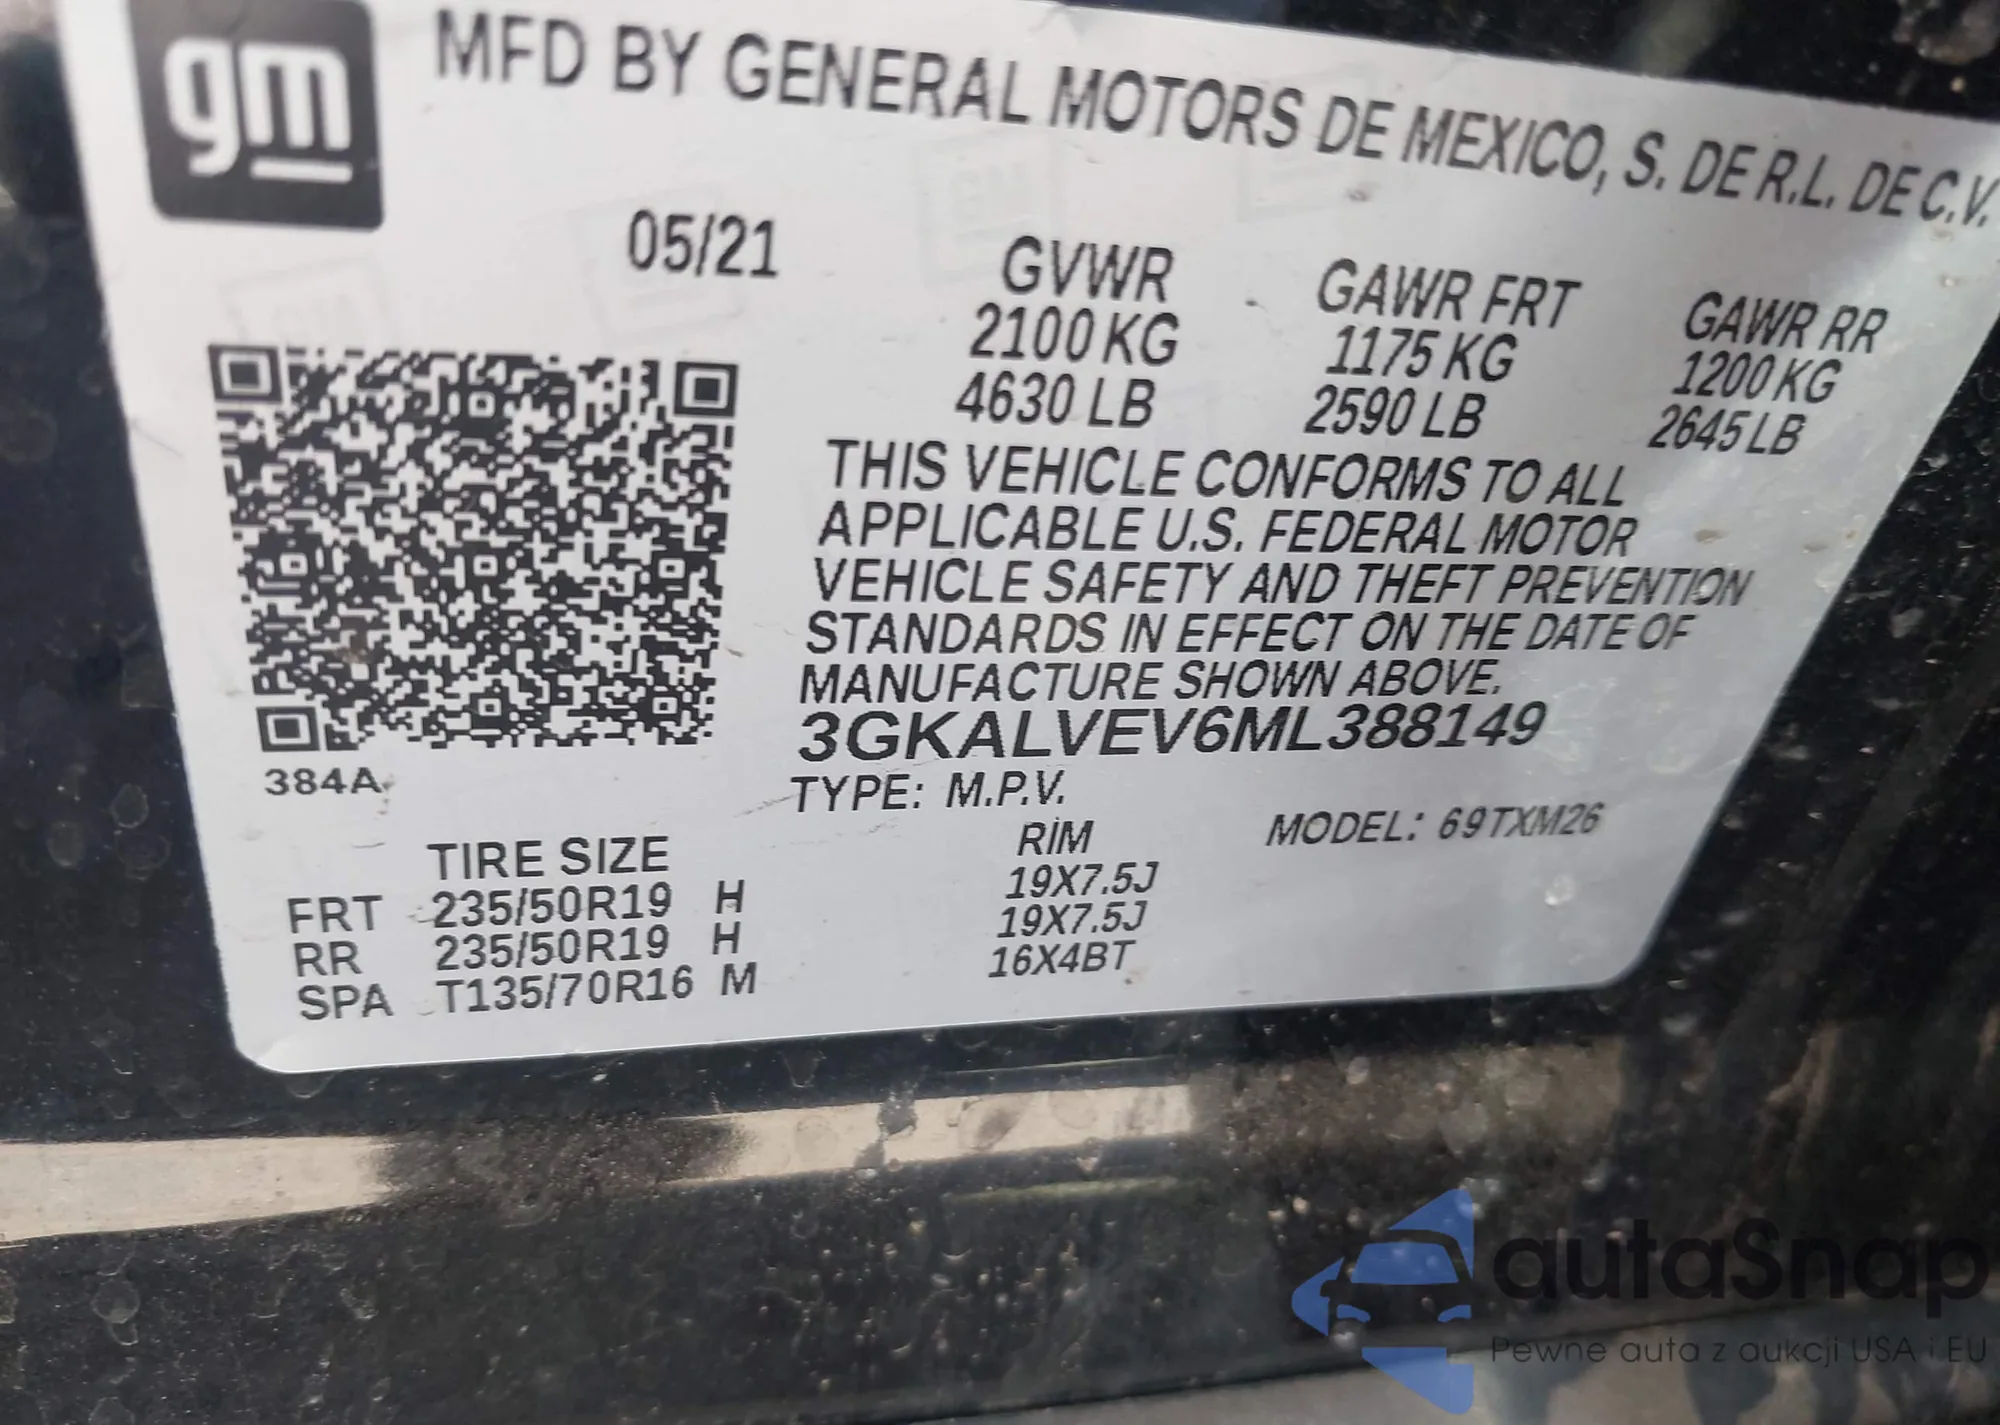 gm
MFD BY GENERAL MOTORS DE MEXICO, S. DE R.L. DE C.V.
05/21
GVWR GAWR FRT GAWR RR
2100 KG 1175 KG 1200 KG
4630 LB 2590 LB 2645 LB
THIS VEHICLE CONFORMS TO ALL
APPLICABLE U.S. FEDERAL MOTOR
VEHICLE SAFETY AND THEFT PREVENTION
STANDARDS IN EFFECT ON THE DATE OF
MANUFACTURE SHOWN ABOVE.
3GKALVEV6ML388149
384A
TYPE: M.P.V. MODEL: 69TXM26
TIRE SIZE RIM
FRT 235/50R19 H 19X7.5J
RR 235/50R19 H 19X7.5J
SPA T135/70R16 M 16X4BT
autaSnap
Pewne auta z aukcji USA i EU